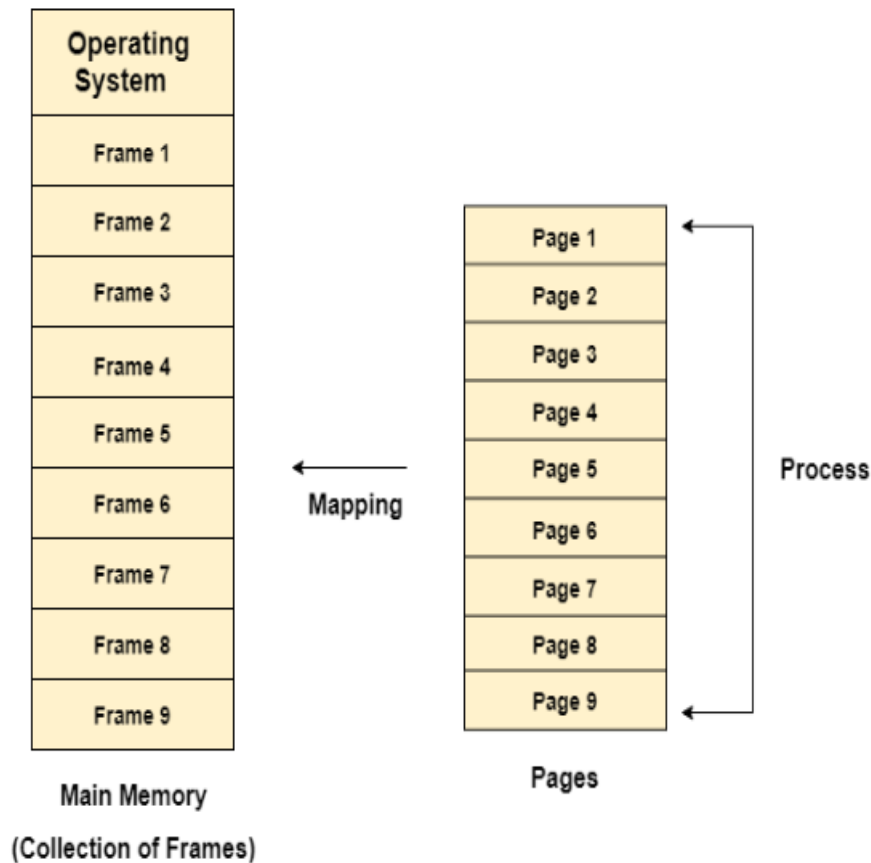 Operating
System
Frame 1
Frame 2
Frame 3
Frame 4
Frame 5
Frame 6
Frame 7
Frame 8
Frame 9
Main Memory
(Collection of Frames)
Mapping
Page 1
Page 2
Page 3
Page 4
Page 5
Page 6
Page 7
Page 8
Page 9
Pages
Process